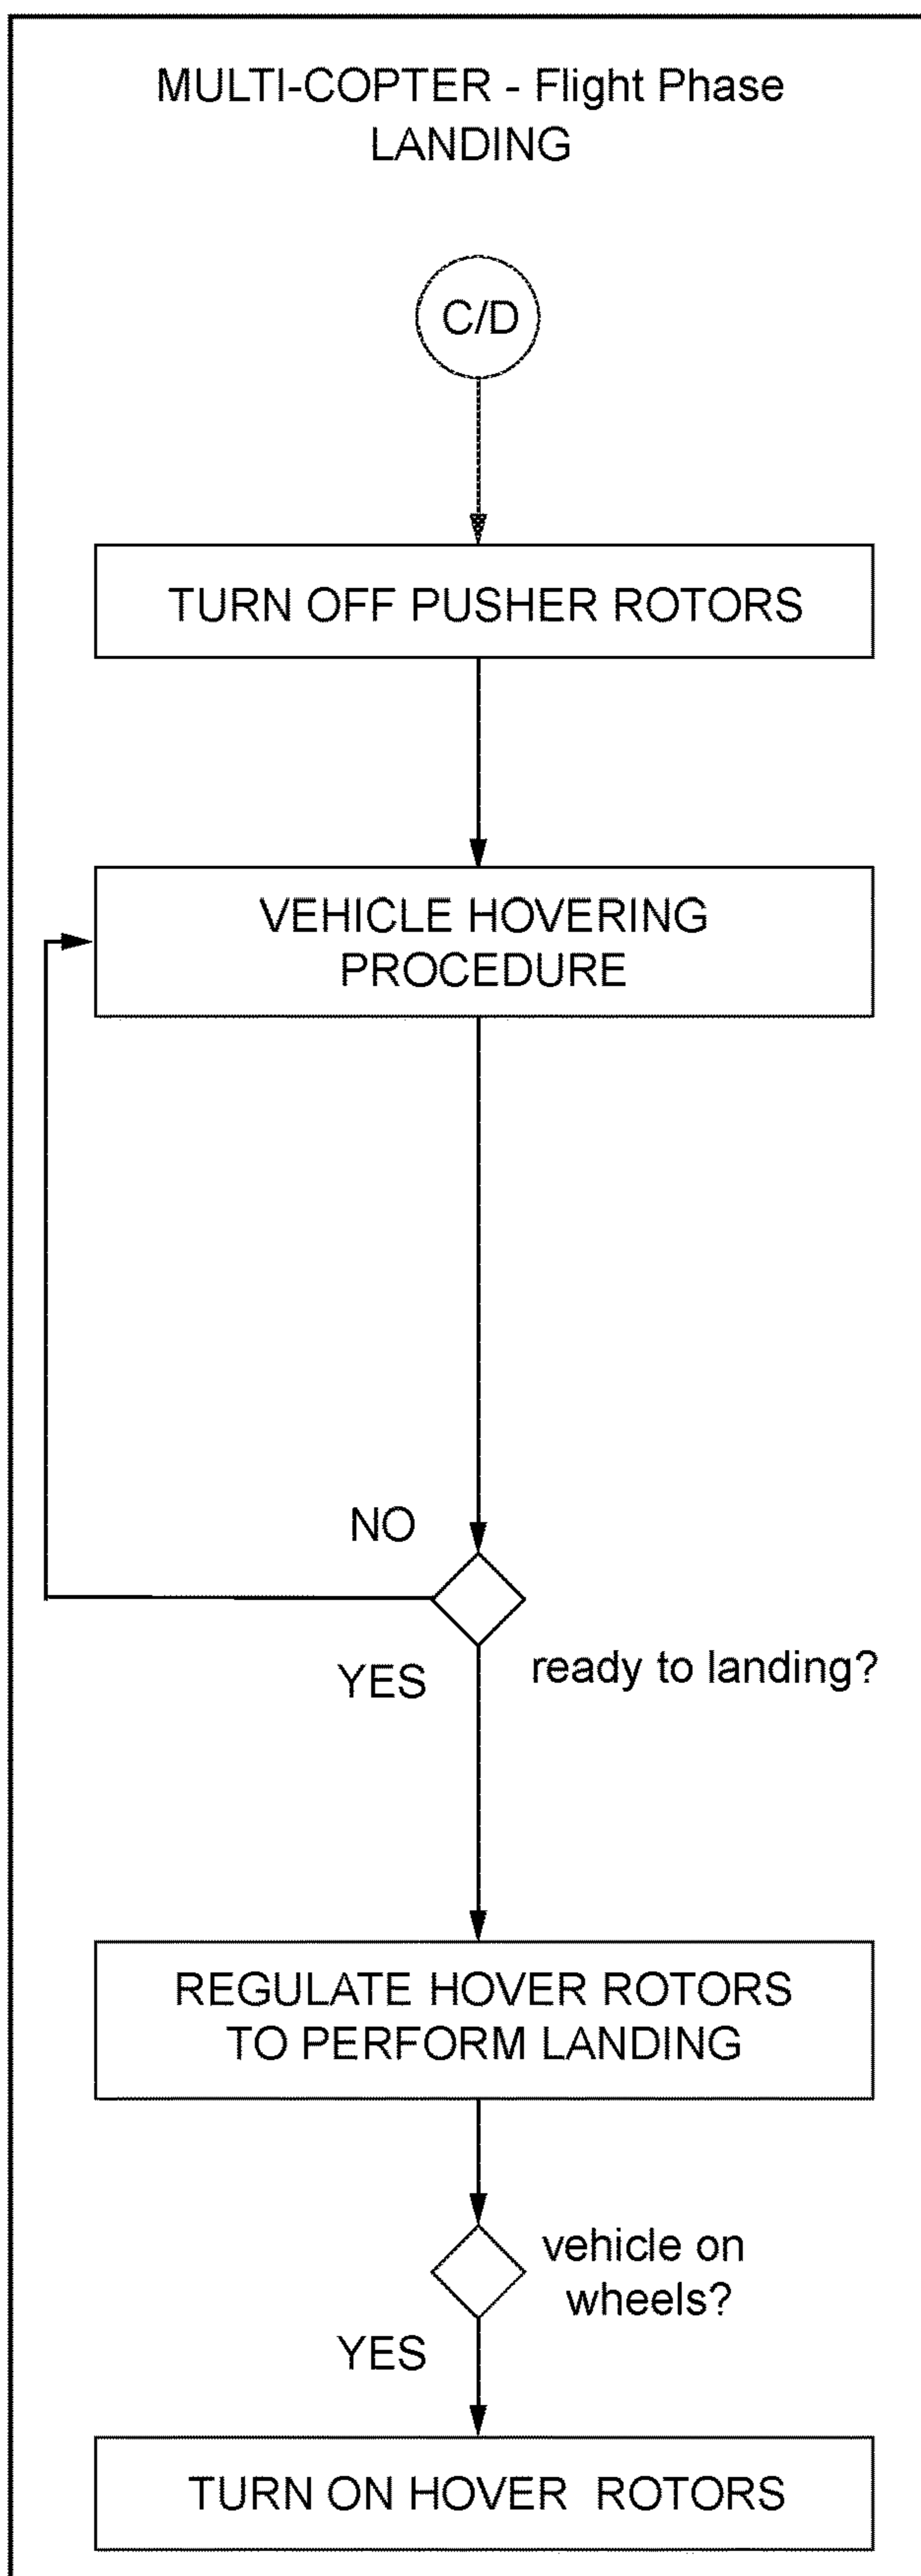 MULTI-COPTER - Flight Phase
LANDING
C/D
TURN OFF PUSHER ROTORS
VEHICLE HOVERING
PROCEDURE
NO
YES
ready to landing?
REGULATE HOVER ROTORS
TO PERFORM LANDING
vehicle on
wheels?
YES
TURN ON HOVER ROTORS